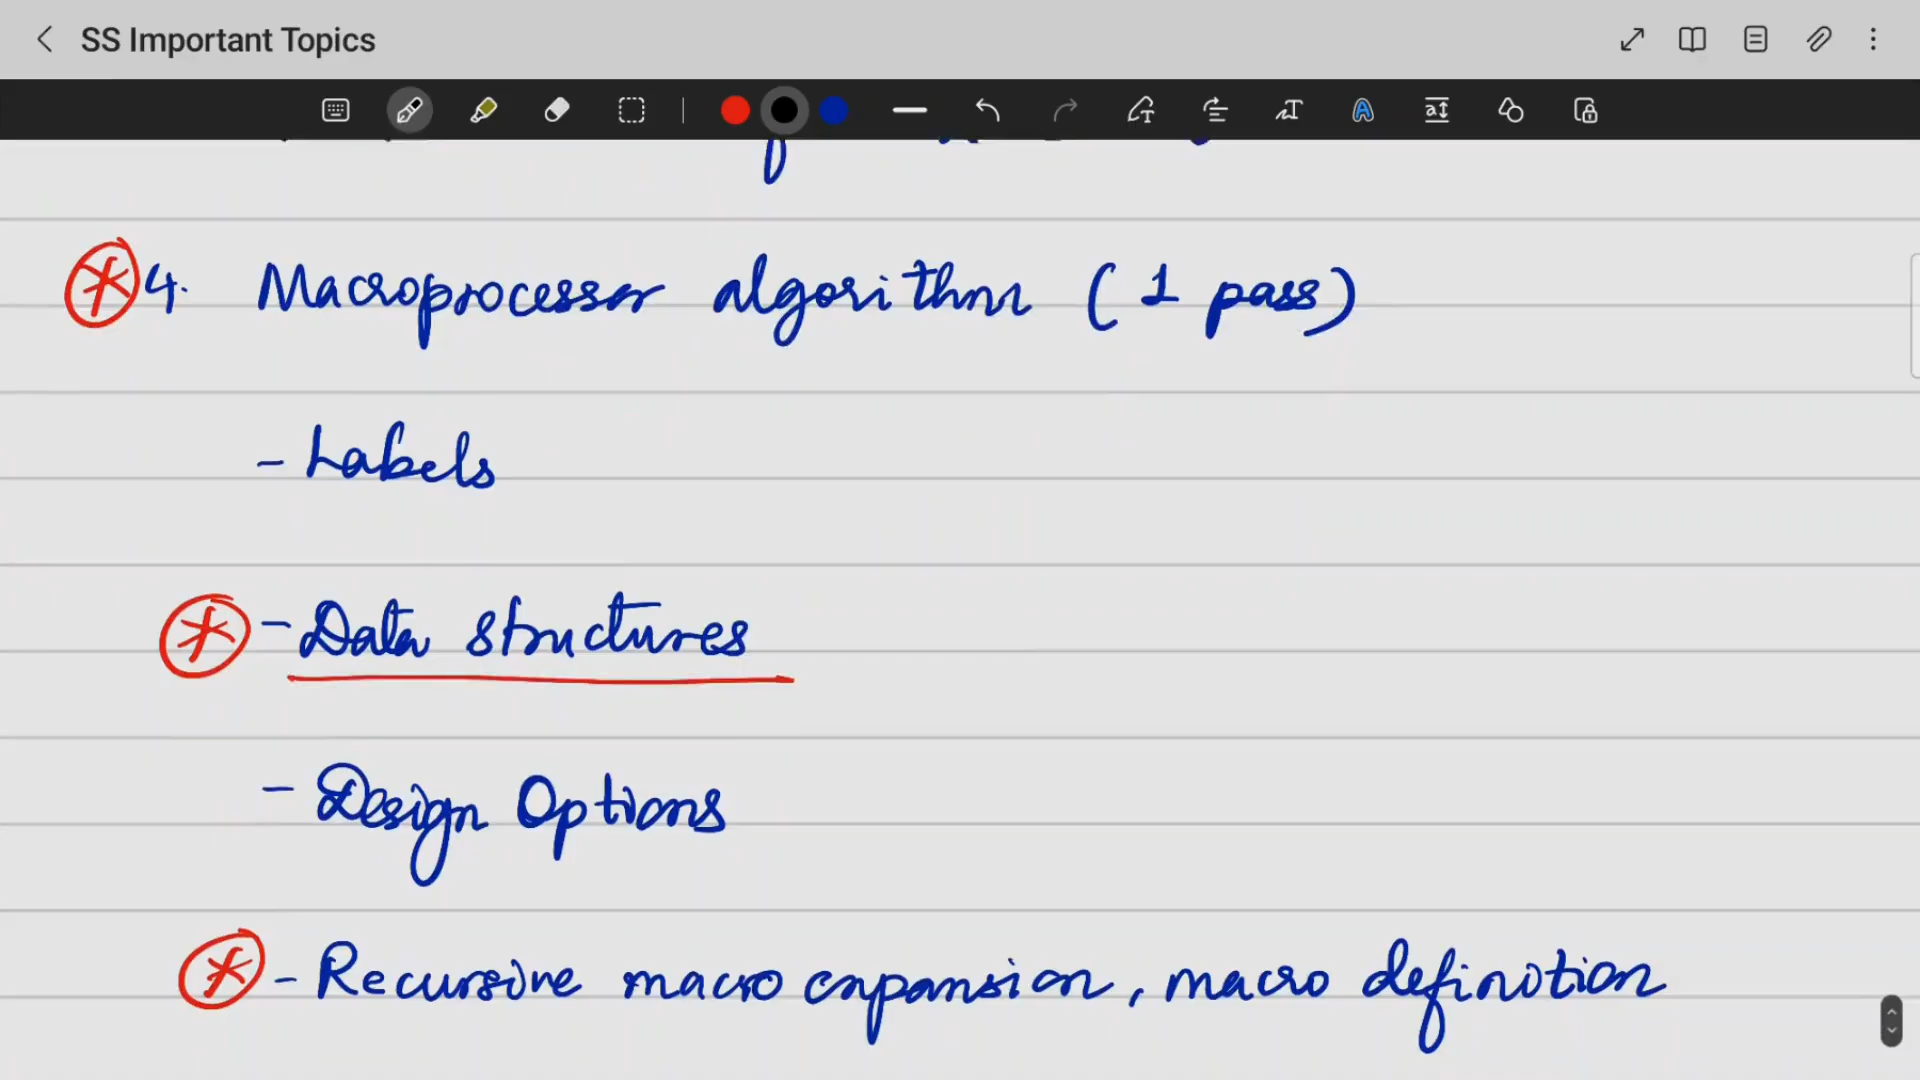 SS Important Topics
4. Macroprocessor algorithm (1 pass)
- Labels
- Data structures
- Design Options
- Recursive macro expansion, macro definition